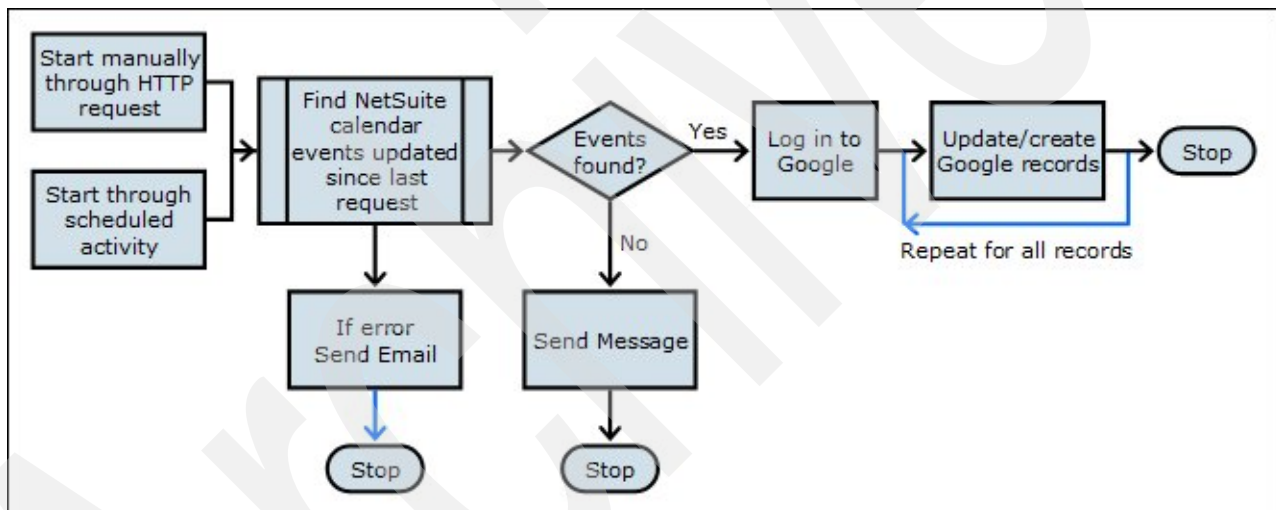 Start manually
through HTTP
request
Start through
scheduled
activity
Find NetSuite
calendar
events updated
since last
request
If error
Send Email
Stop
Events
found?
Yes
No
Send Message
Stop
Log in to
Google
Update/create
Google records
Repeat for all records
Stop